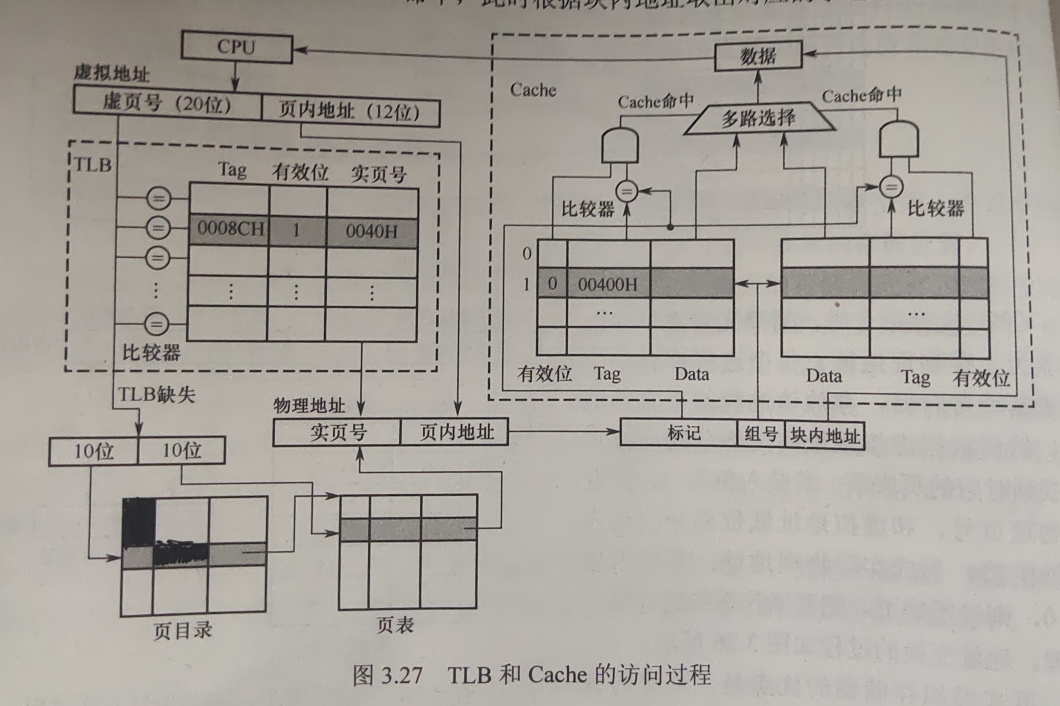 CPU
虚拟地址
虚页号（20位） 页内地址（12位）
TLB
Tag 有效位 实页号
=
0008CH 1 0040H
=
=
⋮ ⋮ ⋮ ⋮
=
比较器
TLB缺失
10位 10位
页目录
页表
物理地址
实页号 页内地址
Cache
数据
Cache命中 Cache命中
多路选择
= =
比较器 比较器
0
1 0 00400H
… …
有效位 Tag Data Data Tag 有效位
标记 组号 块内地址
图 3.27 TLB 和 Cache 的访问过程